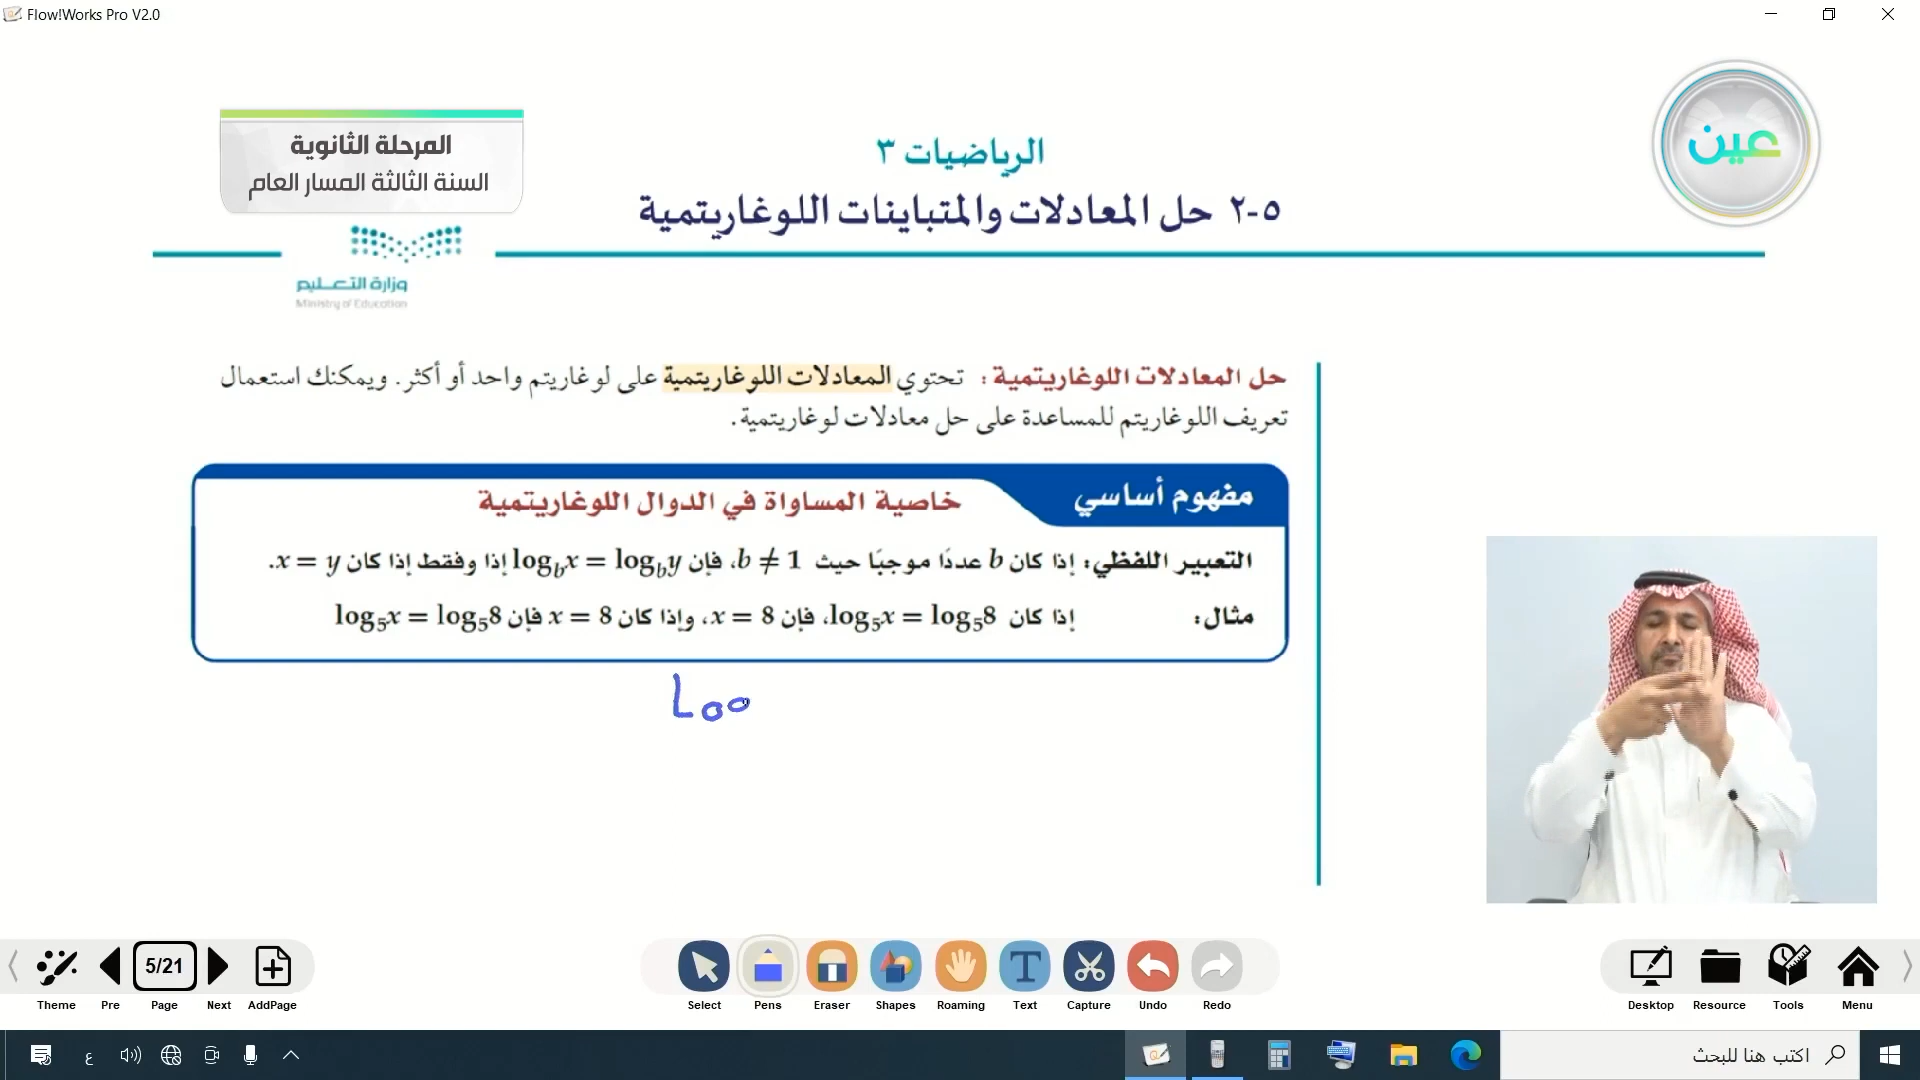 Flow!Works Pro V2.0
عين
المرحلة الثانوية
السنة الثالثة المسار العام
الرياضيات ٣
٥-٢ حل المعادلات والمتباينات اللوغاريتمية
وزارة التعليم
Ministry of Education
حل المعادلات اللوغاريتمية : تحتوي المعادلات اللوغاريتمية على لوغاريتم واحد أو أكثر. ويمكنك استعمال
تعريف اللوغاريتم للمساعدة على حل معادلات لوغاريتمية.
مفهوم أساسي
خاصية المساواة في الدوال اللوغاريتمية
التعبير اللفظي: إذا كان b عددًا موجبًا حيث b ≠ 1، فإن log_b x = log_b y إذا وفقط إذا كان x = y.
مثال: إذا كان log_5 x = log_5 8، فإن x = 8، وإذا كان x = 8 فإن log_5 x = log_5 8
Loo
5/21
Theme Pre Page Next AddPage
Select Pens Eraser Shapes Roaming Text Capture Undo Redo
Desktop Resource Tools Menu
ع
اكتب هنا للبحث